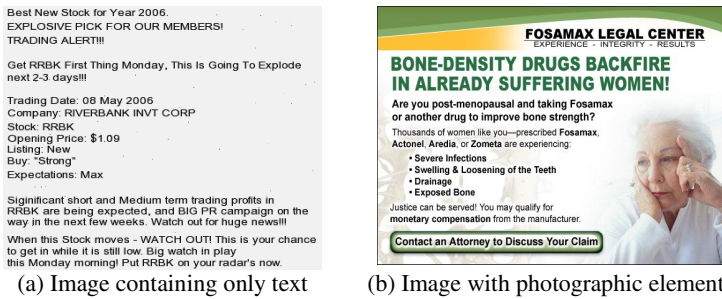 Best New Stock for Year 2006.
EXPLOSIVE PICK FOR OUR MEMBERS!
TRADING ALERT!!!
Get RRBK First Thing Monday, This Is Going To Explode
next 2-3 days!!!
Trading Date: 08 May 2006
Company: RIVERBANK INVT CORP
Stock: RRBK
Opening Price: $1.09
Listing: New
Buy: "Strong"
Expectations: Max
Siginificant short and Medium term trading profits in
RRBK are being expected, and BIG PR campaign on the
way in the next few weeks. Watch out for huge news!!!
When this Stock moves - WATCH OUT! This is your chance
to get in while it is still low. Big watch in play
this Monday morning! Put RRBK on your radar's now.
(a) Image containing only text
FOSAMAX LEGAL CENTER
EXPERIENCE - INTEGRITY - RESULTS
BONE-DENSITY DRUGS BACKFIRE
IN ALREADY SUFFERING WOMEN!
Are you post-menopausal and taking Fosamax
or another drug to improve bone strength?
Thousands of women like you—prescribed Fosamax,
Actonel, Aredia, or Zometa are experiencing:
• Severe Infections
• Swelling & Loosening of the Teeth
• Drainage
• Exposed Bone
Justice can be served! You may qualify for
monetary compensation from the manufacturer.
Contact an Attorney to Discuss Your Claim
(b) Image with photographic element